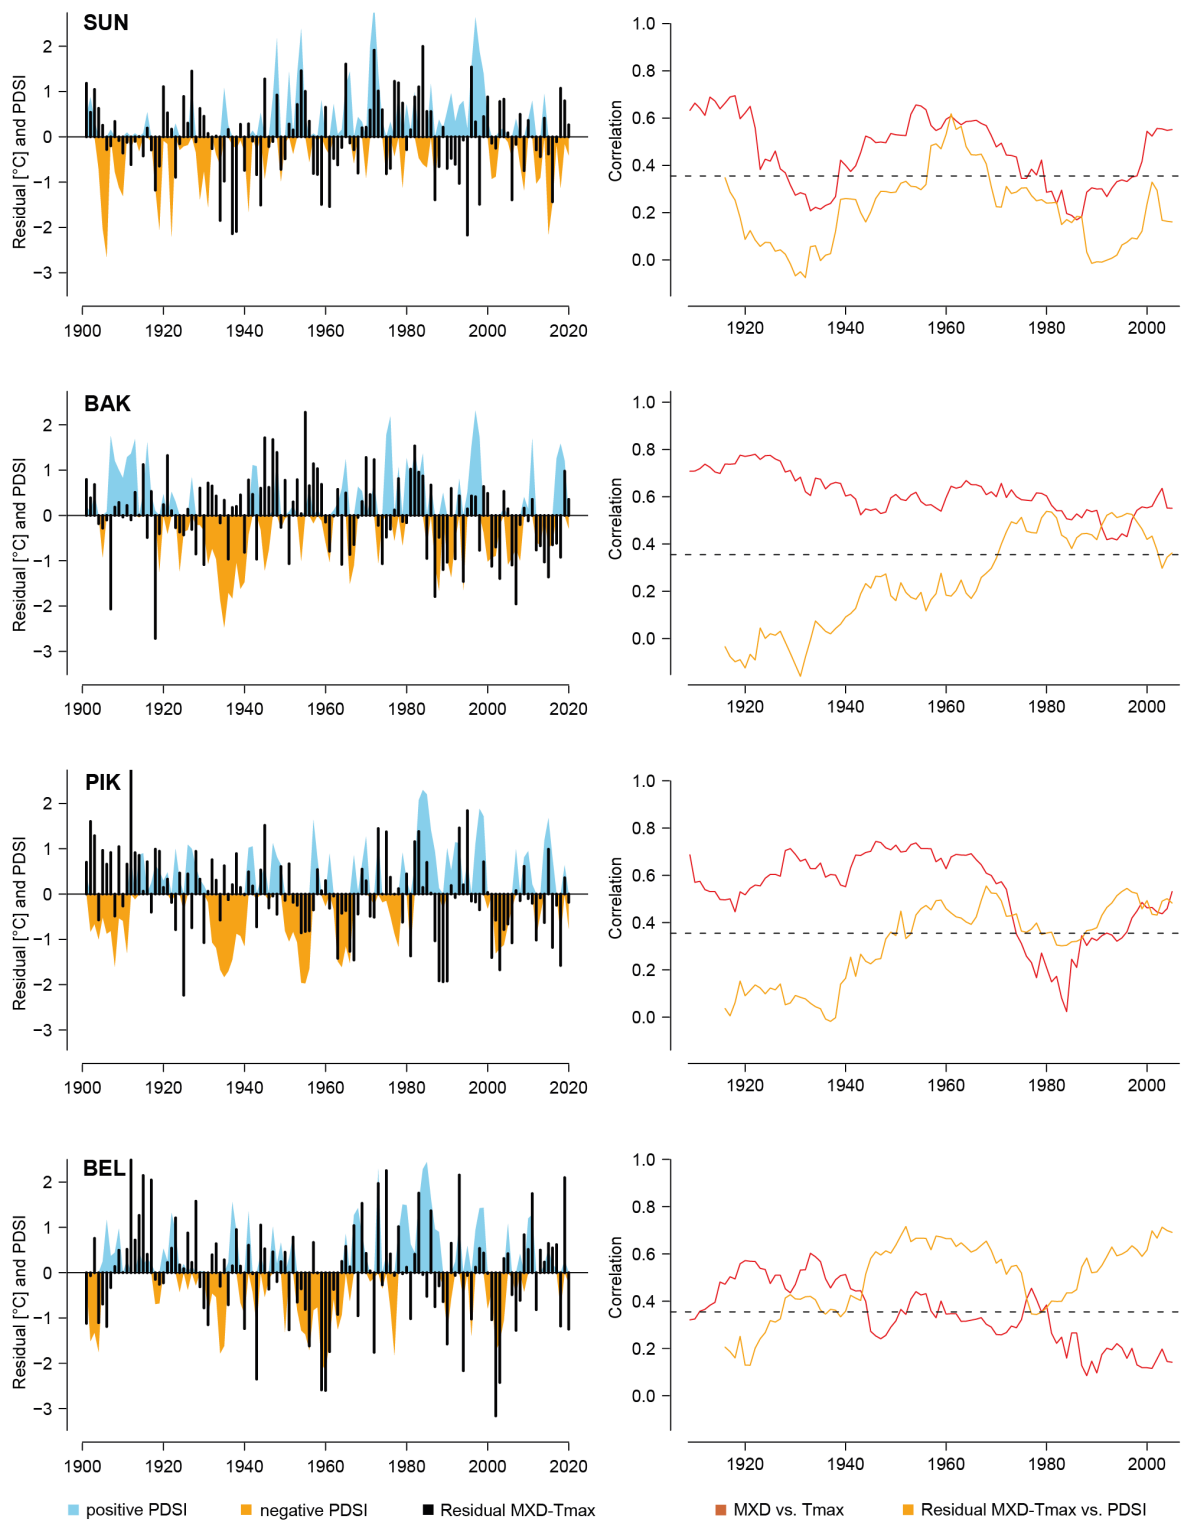 SUN
Residual [°C] and PDSI
2
1
0
−1
−2
−3
1900 1920 1940 1960 1980 2000 2020
Correlation
1.0
0.8
0.6
0.4
0.2
0.0
1920 1940 1960 1980 2000
BAK
Residual [°C] and PDSI
2
1
0
−1
−2
−3
1900 1920 1940 1960 1980 2000 2020
Correlation
1.0
0.8
0.6
0.4
0.2
0.0
1920 1940 1960 1980 2000
PIK
Residual [°C] and PDSI
2
1
0
−1
−2
−3
1900 1920 1940 1960 1980 2000 2020
Correlation
1.0
0.8
0.6
0.4
0.2
0.0
1920 1940 1960 1980 2000
BEL
Residual [°C] and PDSI
2
1
0
−1
−2
−3
1900 1920 1940 1960 1980 2000 2020
Correlation
1.0
0.8
0.6
0.4
0.2
0.0
1920 1940 1960 1980 2000
positive PDSI negative PDSI Residual MXD-Tmax MXD vs. Tmax Residual MXD-Tmax vs. PDSI